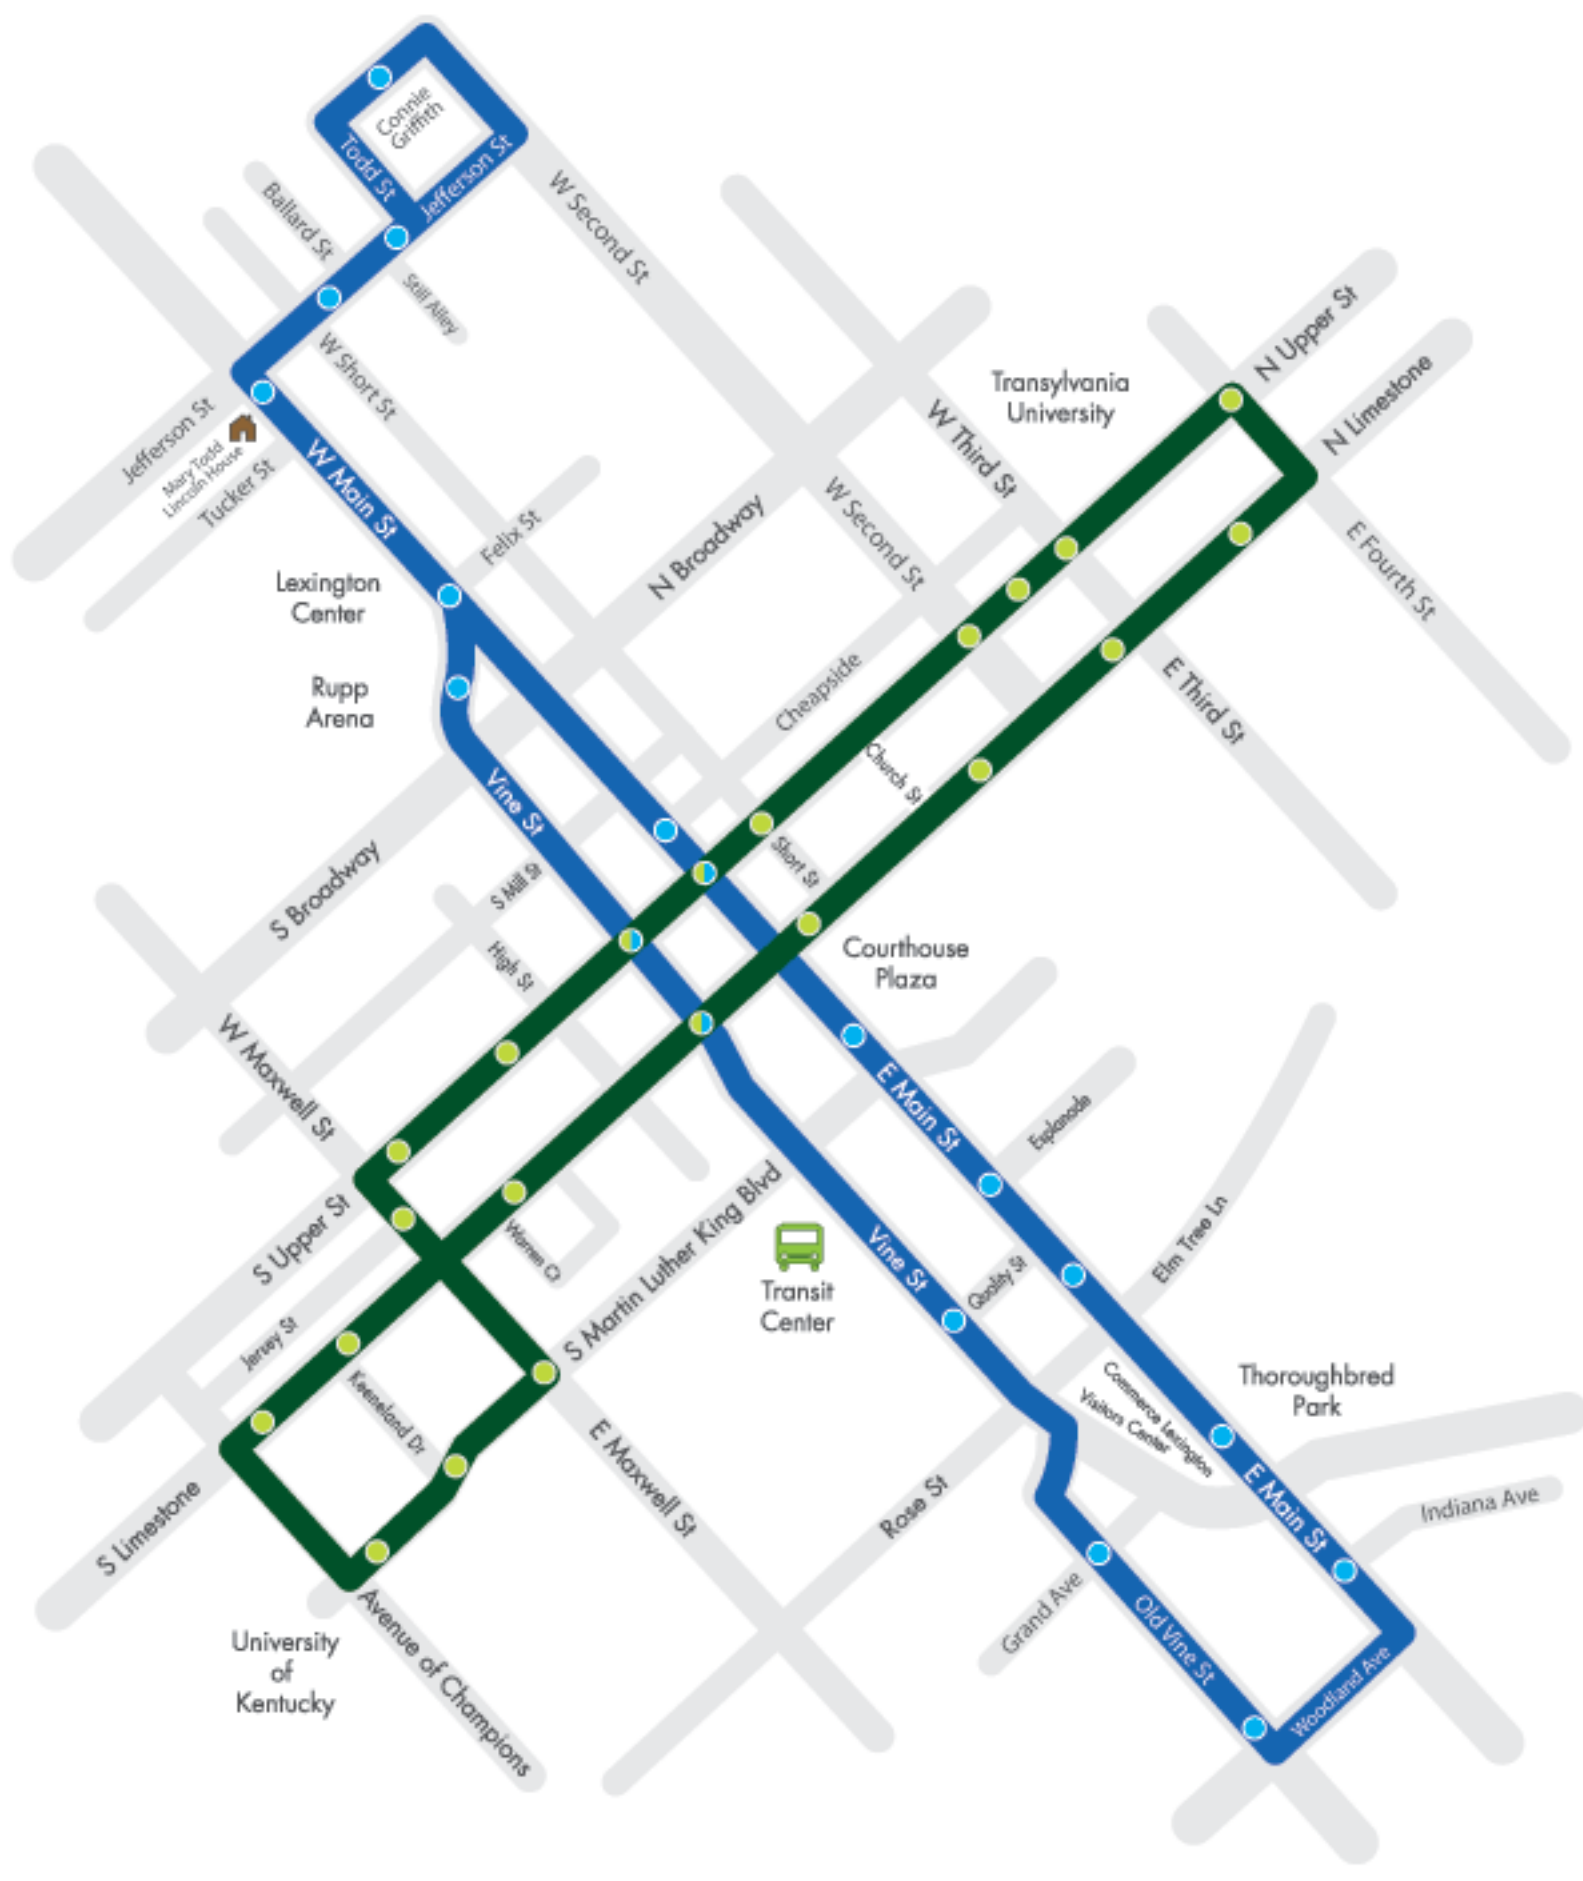 Connie
Griffith
Todd St
Jefferson St
Ballard St
Still Alley
W Second St
W Short St
Jefferson St
Mary Todd
Lincoln House
Tucker St
W Main St
Felix St
N Broadway
Lexington
Center
Rupp
Arena
Transylvania
University
N Upper St
N Limestone
W Third St
W Second St
E Fourth St
E Third St
Cheapside
Church St
Short St
Vine St
S Broadway
S Mill St
High St
Courthouse
Plaza
W Maxwell St
E Main St
Esplanade
Elm Tree Ln
S Upper St
Warren Ct
S Martin Luther King Blvd
Transit
Center
Vine St
Quality St
Jersey St
Keeneland Dr
E Maxwell St
Commerce Lexington
Visitors Center
Thoroughbred
Park
E Main St
Indiana Ave
S Limestone
Rose St
Grand Ave
Old Vine St
Woodland Ave
University
of
Kentucky
Avenue of Champions